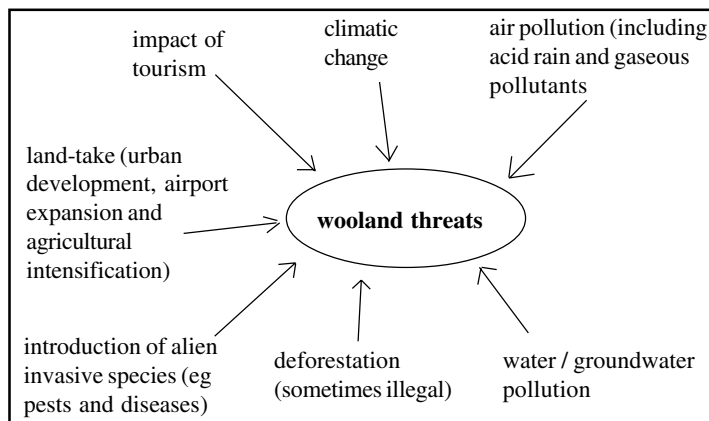 impact of
tourism
climatic
change
air pollution (including
acid rain and gaseous
pollutants
land-take (urban
development, airport
expansion and
agricultural
intensification)
wooland threats
introduction of alien
invasive species (eg
pests and diseases)
deforestation
(sometimes illegal)
water / groundwater
pollution